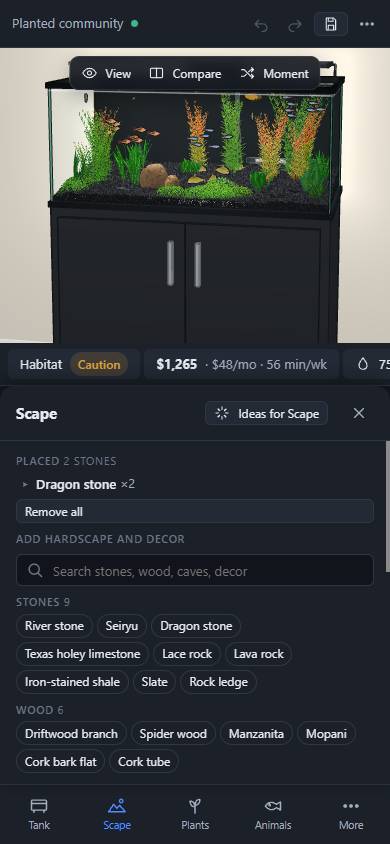 Planted community
View Compare Moment
Habitat Caution $1,265 · $48/mo · 56 min/wk 75
Scape Ideas for Scape
PLACED 2 STONES
Dragon stone ×2
Remove all
ADD HARDSCAPE AND DECOR
Search stones, wood, caves, decor
STONES 9
River stone Seiryu Dragon stone
Texas holey limestone Lace rock Lava rock
Iron-stained shale Slate Rock ledge
WOOD 6
Driftwood branch Spider wood Manzanita Mopani
Cork bark flat Cork tube
Tank Scape Plants Animals More